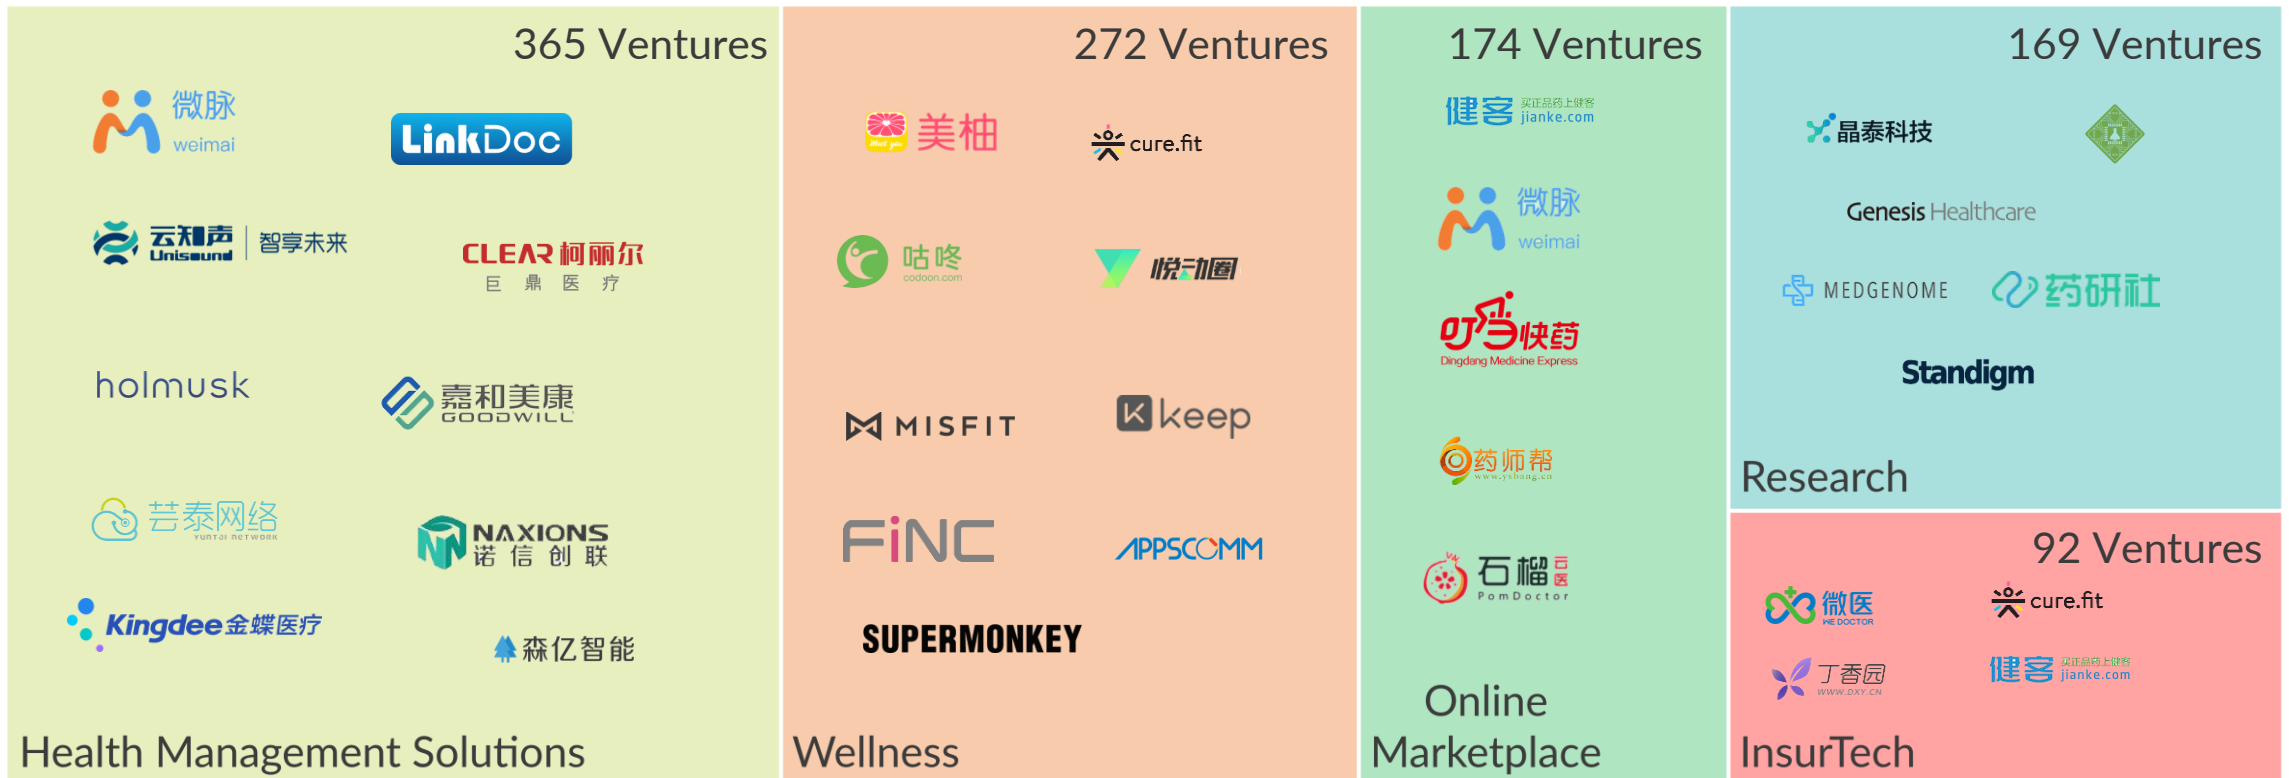 365 Ventures
微脉
weimai
LinkDoc
云知声
Unisound
智享未来
CLEAR 柯丽尔
巨鼎医疗
holmusk
嘉和美康
GOODWILL
芸泰网络
YUNTAI NETWORK
NAXIONS
诺信创联
Kingdee 金蝶医疗
森亿智能
Health Management Solutions
272 Ventures
美柚
Meet you
cure.fit
咕咚
codoon.com
悦动圈
MISFIT
keep
FiNC
APPSCOMM
SUPERMONKEY
Wellness
174 Ventures
健客
买正品药上健客
jianke.com
微脉
weimai
叮当快药
Dingdang Medicine Express
药师帮
www.ysbang.cn
石榴云医
PomDoctor
Online
Marketplace
169 Ventures
晶泰科技
Genesis Healthcare
MEDGENOME
药研社
Standigm
Research
92 Ventures
微医
WE DOCTOR
cure.fit
丁香园
WWW.DXY.CN
健客
买正品药上健客
jianke.com
InsurTech